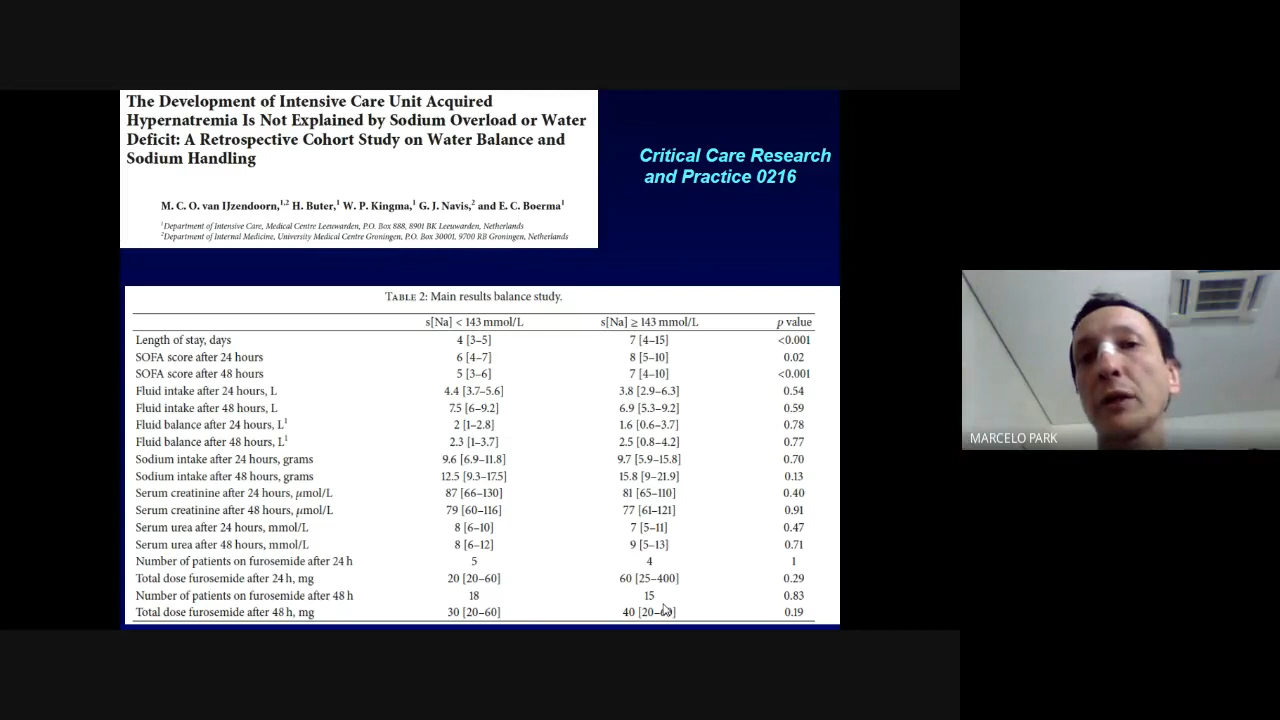 The Development of Intensive Care Unit Acquired
Hypernatremia Is Not Explained by Sodium Overload or Water
Deficit: A Retrospective Cohort Study on Water Balance and
Sodium Handling
M. C. O. van IJzendoorn,1,2 H. Buter,1 W. P. Kingma,1 G. J. Navis,2 and E. C. Boerma1
1Department of Intensive Care, Medical Centre Leeuwarden, P.O. Box 888, 8901 BK Leeuwarden, Netherlands
2Department of Internal Medicine, University Medical Centre Groningen, P.O. Box 30001, 9700 RB Groningen, Netherlands
Critical Care Research
and Practice 0216
TABLE 2: Main results balance study.
s[Na] < 143 mmol/L s[Na] ≥ 143 mmol/L p value
Length of stay, days 4 [3–5] 7 [4–15] <0.001
SOFA score after 24 hours 6 [4–7] 8 [5–10] 0.02
SOFA score after 48 hours 5 [3–6] 7 [4–10] <0.001
Fluid intake after 24 hours, L 4.4 [3.7–5.6] 3.8 [2.9–6.3] 0.54
Fluid intake after 48 hours, L 7.5 [6–9.2] 6.9 [5.3–9.2] 0.59
Fluid balance after 24 hours, L1 2 [1–2.8] 1.6 [0.6–3.7] 0.78
Fluid balance after 48 hours, L1 2.3 [1–3.7] 2.5 [0.8–4.2] 0.77
Sodium intake after 24 hours, grams 9.6 [6.9–11.8] 9.7 [5.9–15.8] 0.70
Sodium intake after 48 hours, grams 12.5 [9.3–17.5] 15.8 [9–21.9] 0.13
Serum creatinine after 24 hours, μmol/L 87 [66–130] 81 [65–110] 0.40
Serum creatinine after 48 hours, μmol/L 79 [60–116] 77 [61–121] 0.91
Serum urea after 24 hours, mmol/L 8 [6–10] 7 [5–11] 0.47
Serum urea after 48 hours, mmol/L 8 [6–12] 9 [5–13] 0.71
Number of patients on furosemide after 24 h 5 4 1
Total dose furosemide after 24 h, mg 20 [20–60] 60 [25–400] 0.29
Number of patients on furosemide after 48 h 18 15 0.83
Total dose furosemide after 48 h, mg 30 [20–60] 40 0.19
MARCELO PARK